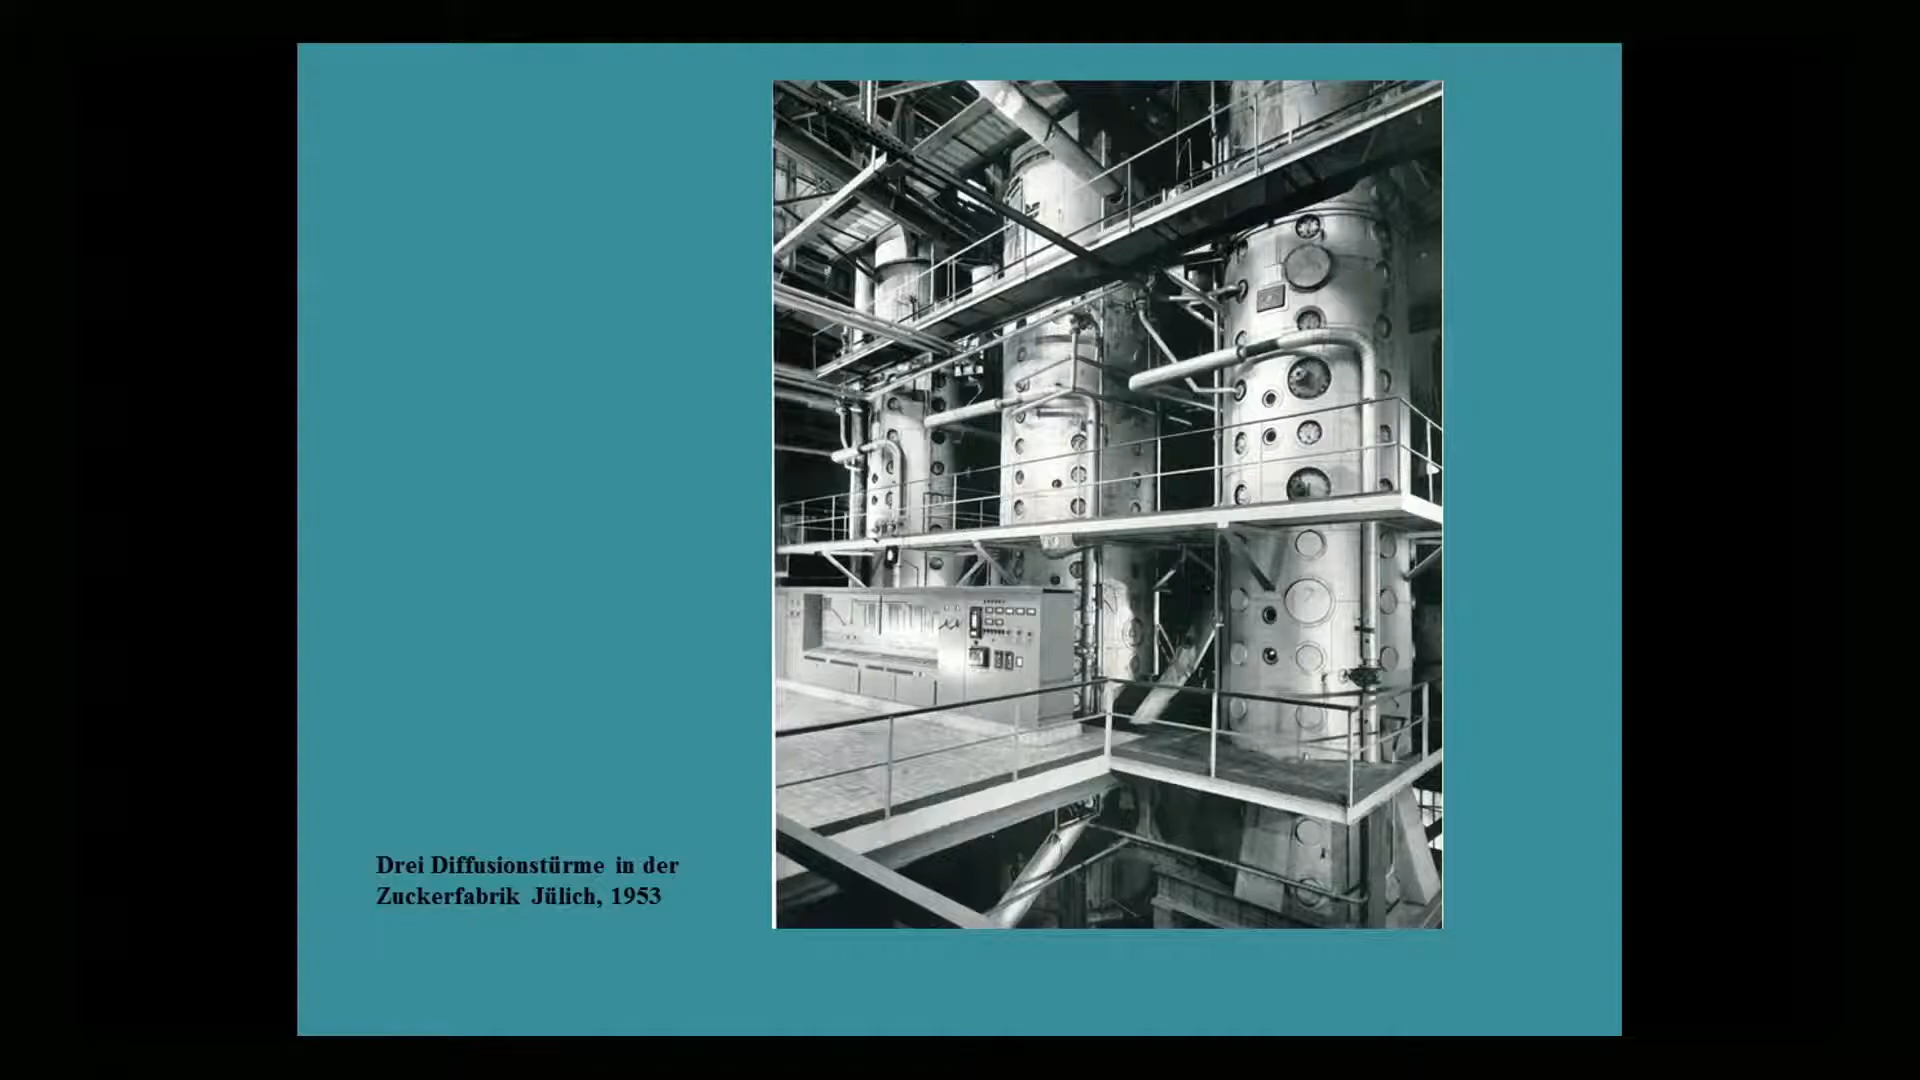 Drei Diffusionstürme in der
Zuckerfabrik Jülich, 1953